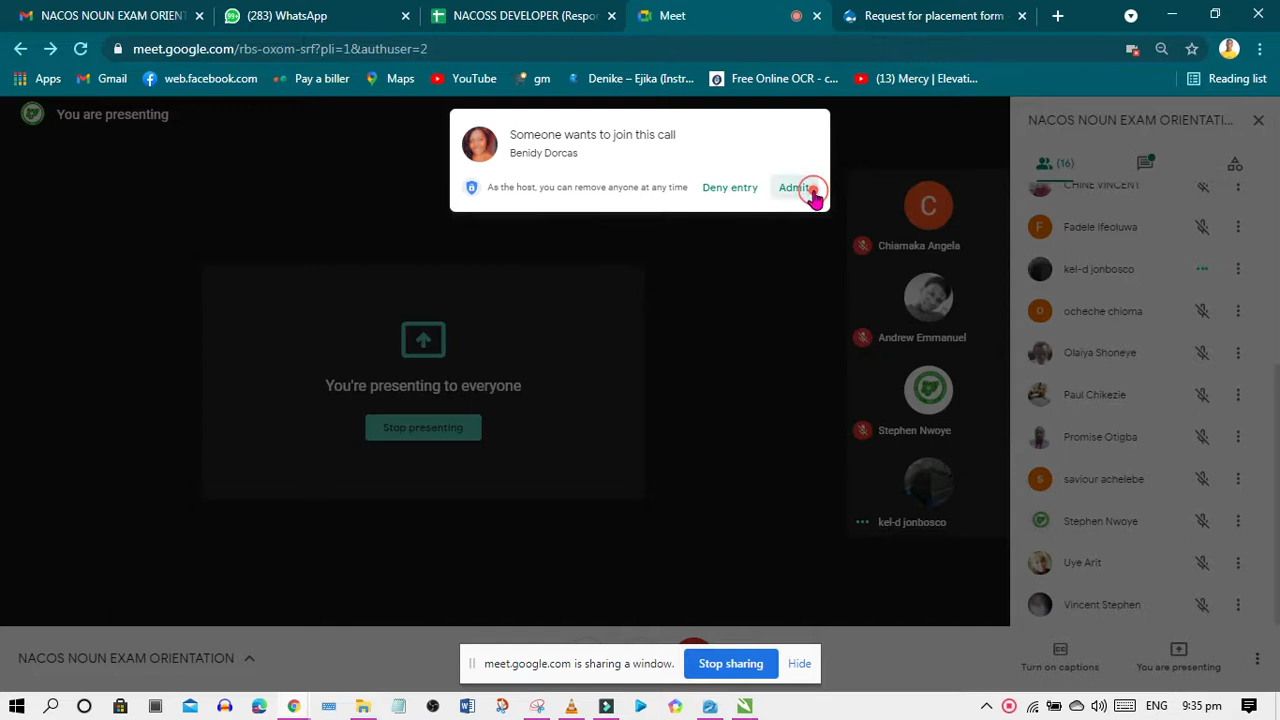 NACOS NOUN EXAM ORIENT
(283) WhatsApp
NACOSS DEVELOPER (Respor
Meet
Request for placement form -
meet.google.com/rbs-oxom-srf?pli=1&authuser=2
Apps
Gmail
web.facebook.com
Pay a biller
Maps
YouTube
gm
Denike – Ejika (Instr...
Free Online OCR - c...
(13) Mercy | Elevati...
Reading list
You are presenting
Someone wants to join this call
Benidy Dorcas
As the host, you can remove anyone at any time
Deny entry
Admit
You're presenting to everyone
Stop presenting
C
Chiamaka Angela
Andrew Emmanuel
Stephen Nwoye
kel-d jonbosco
NACOS NOUN EXAM ORIENTATI...
(16)
CHINE VINCENT
F Fadele Ifeoluwa
kel-d jonbosco
o ocheche chioma
Olaiya Shoneye
Paul Chikezie
Promise Otigba
s saviour achelebe
Stephen Nwoye
Uye Arit
Vincent Stephen
NACOS NOUN EXAM ORIENTATION
meet.google.com is sharing a window.
Stop sharing
Hide
Turn on captions
You are presenting
ENG
9:35 pm